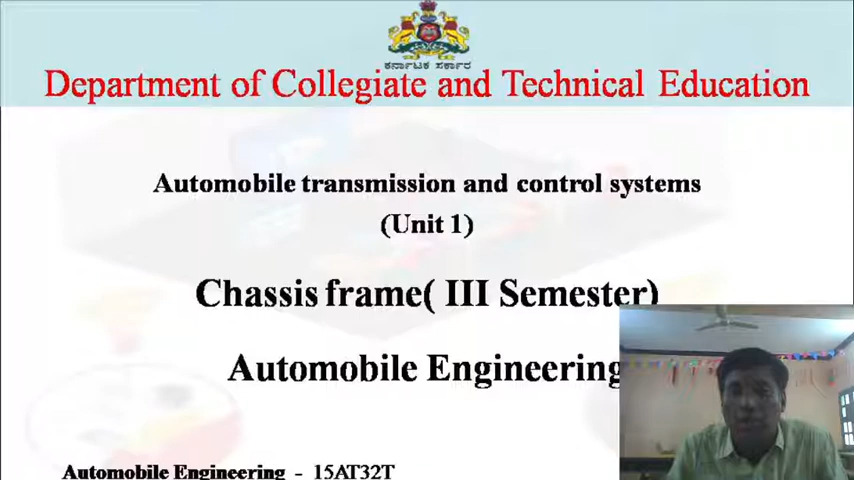 ಕರ್ನಾಟಕ ಸರ್ಕಾರ
Department of Collegiate and Technical Education
Automobile transmission and control systems
(Unit 1)
Chassis frame( III Semester)
Automobile Engineering
Automobile Engineering - 15AT32T